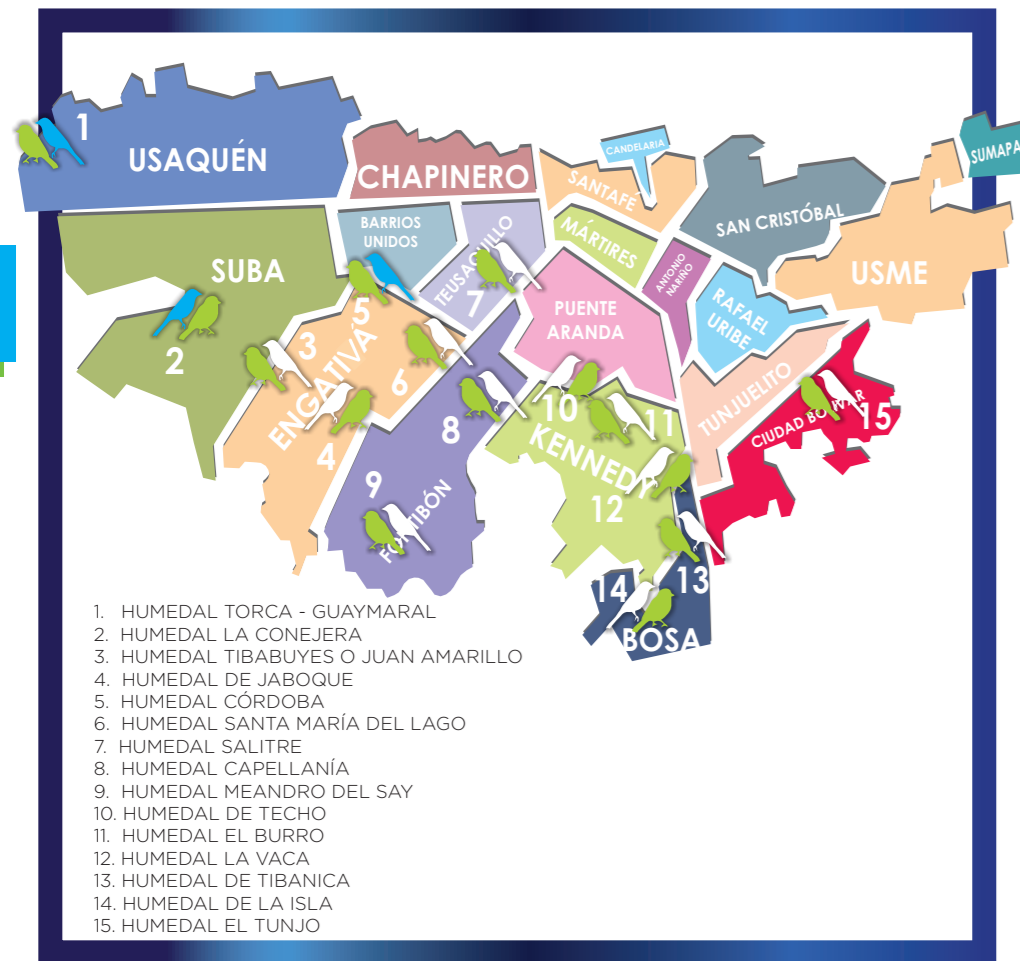 1
USAQUÉN
CHAPINERO
CANDELARIA
SANTAFÉ
SUMAPA
SAN CRISTÓBAL
BARRIOS
UNIDOS
TEUSAQUILLO
7
MÁRTIRES
ANTONIO
NARIÑO
USME
SUBA
2
PUENTE
ARANDA
RAFAEL
URIBE
5
3
ENGATIVÁ
6
4
TUNJUELITO
CIUDAD BOLÍVAR
15
8
9
FONTIBÓN
10
11
KENNEDY
12
14
13
BOSA
1. HUMEDAL TORCA - GUAYMARAL
2. HUMEDAL LA CONEJERA
3. HUMEDAL TIBABUYES O JUAN AMARILLO
4. HUMEDAL DE JABOQUE
5. HUMEDAL CÓRDOBA
6. HUMEDAL SANTA MARÍA DEL LAGO
7. HUMEDAL SALITRE
8. HUMEDAL CAPELLANÍA
9. HUMEDAL MEANDRO DEL SAY
10. HUMEDAL DE TECHO
11. HUMEDAL EL BURRO
12. HUMEDAL LA VACA
13. HUMEDAL DE TIBANICA
14. HUMEDAL DE LA ISLA
15. HUMEDAL EL TUNJO